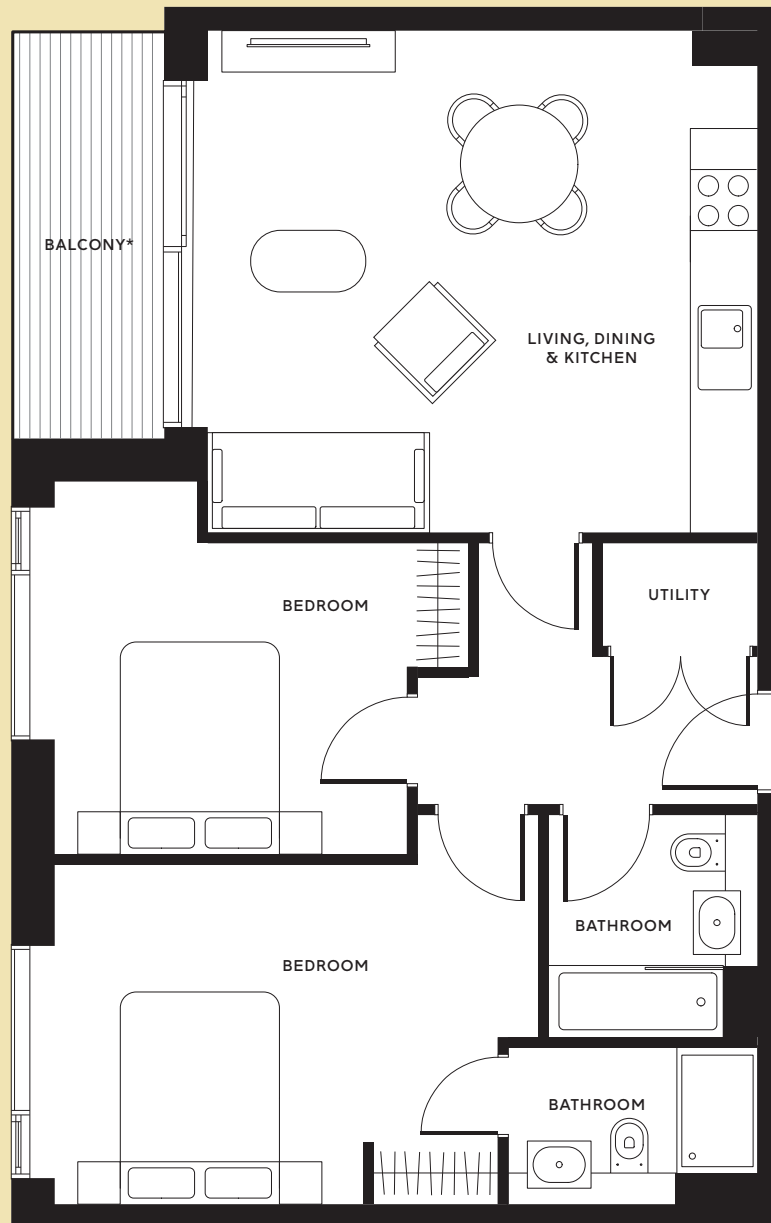 BALCONY*
LIVING, DINING
& KITCHEN
BEDROOM
UTILITY
BATHROOM
BEDROOM
BATHROOM